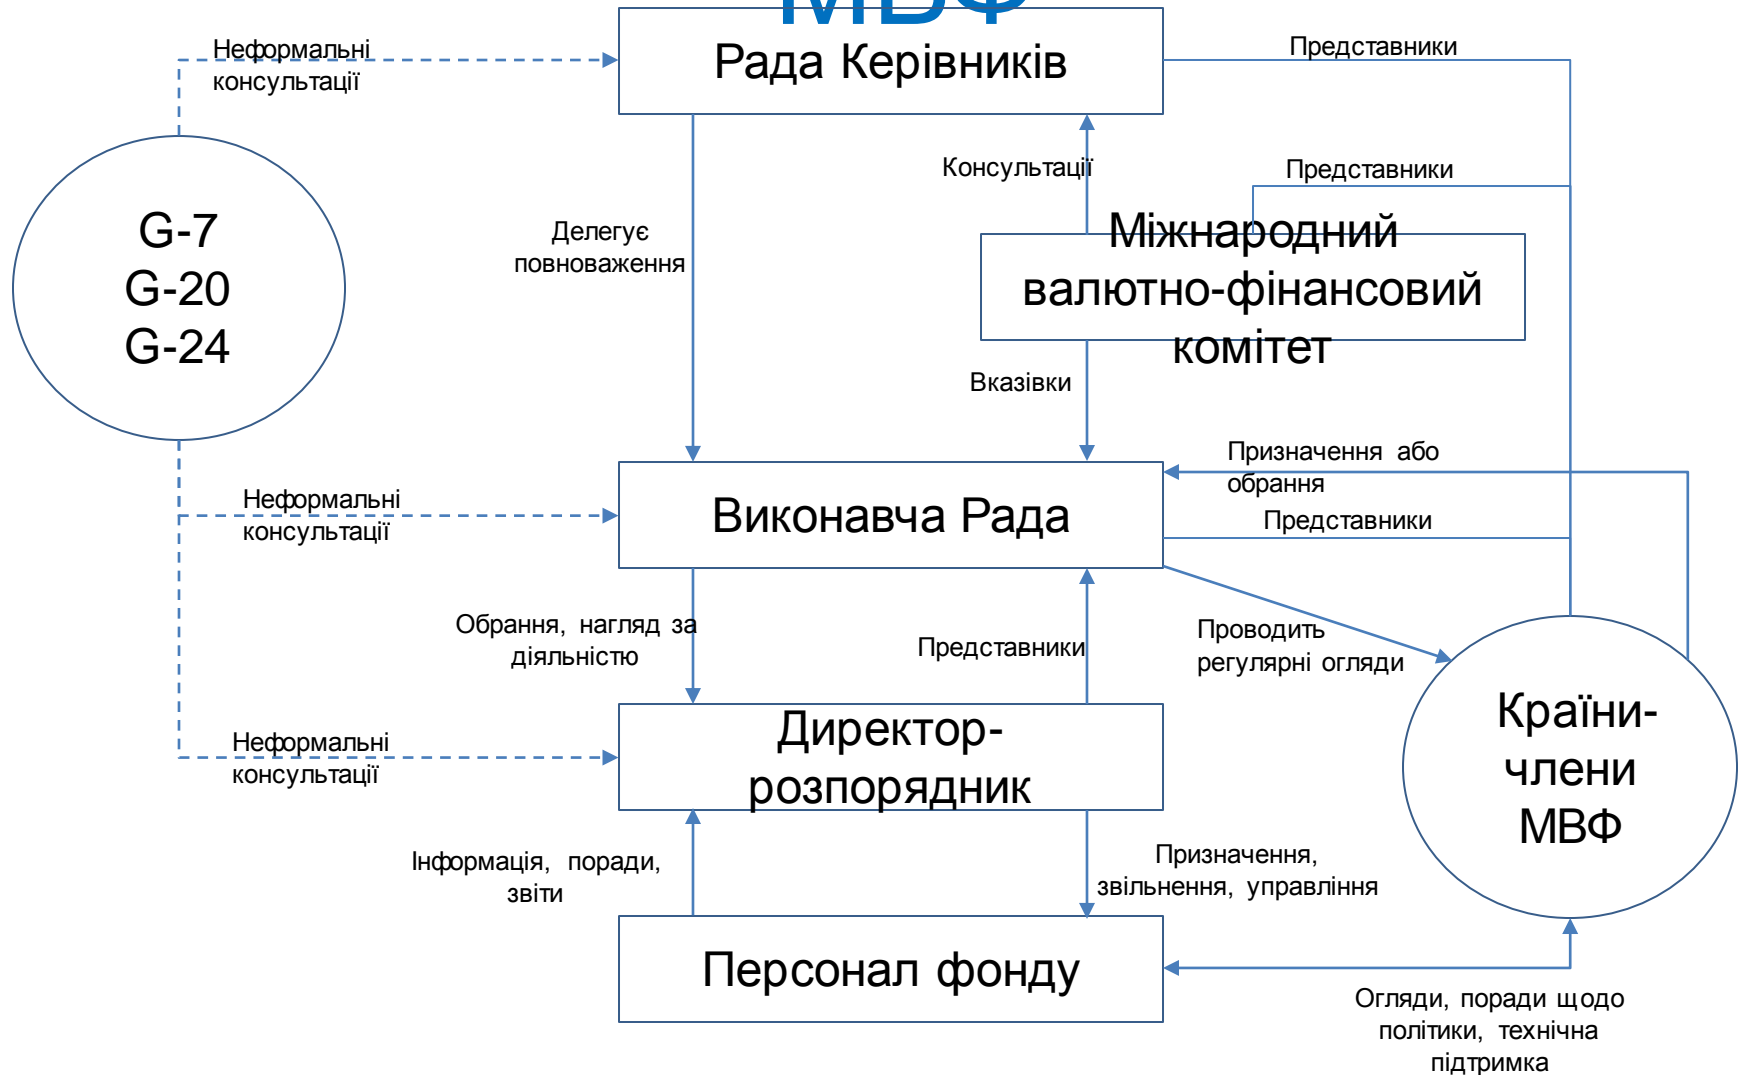 МВФ
Неформальні
консультації
Рада Керівників
Представники
Консультації
Представники
G-7
G-20
G-24
Делегує
повноваження
Міжнародний
валютно-фінансовий
комітет
Вказівки
Призначення або
обрання
Неформальні
консультації
Виконавча Рада
Представники
Обрання, нагляд за
діяльністю
Представники
Проводить
регулярні огляди
Неформальні
консультації
Директор-
розпорядник
Країни-
члени
МВФ
Інформація, поради,
звіти
Призначення,
звільнення, управління
Персонал фонду
Огляди, поради щодо
політики, технічна
підтримка